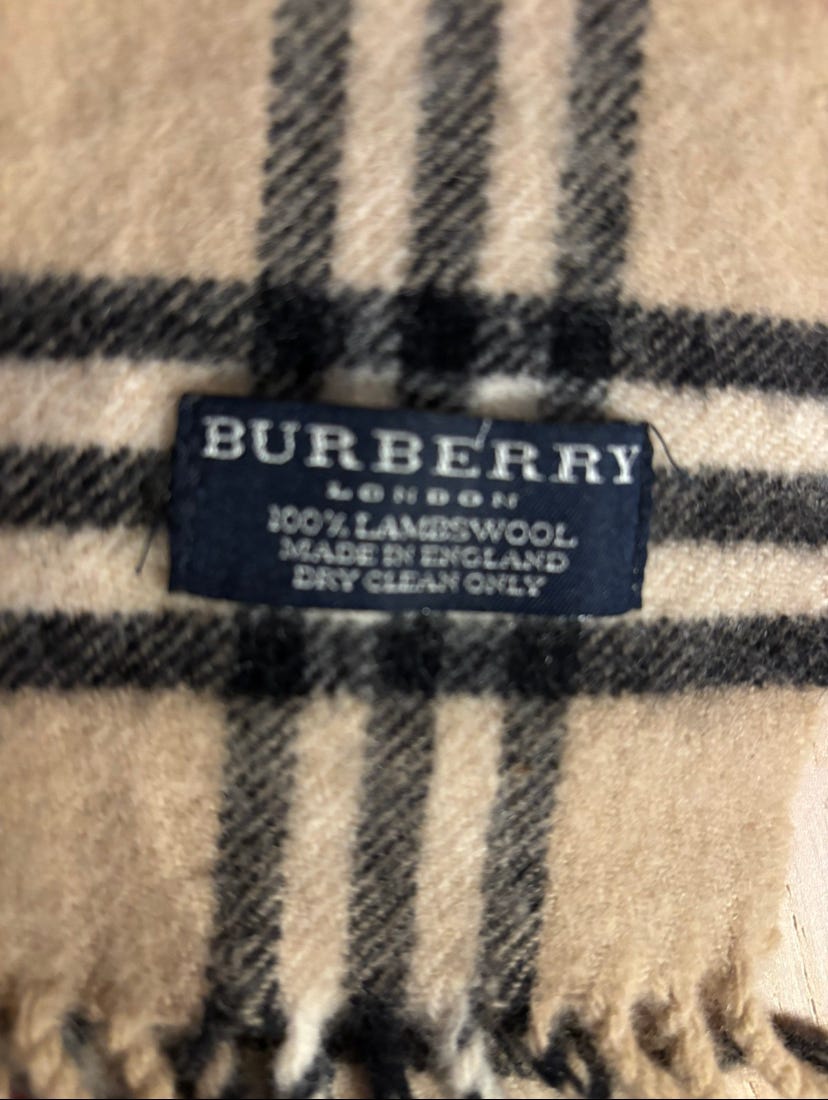 BURBERRY
LONDON
100% LAMBSWOOL
MADE IN ENGLAND
DRY CLEAN ONLY